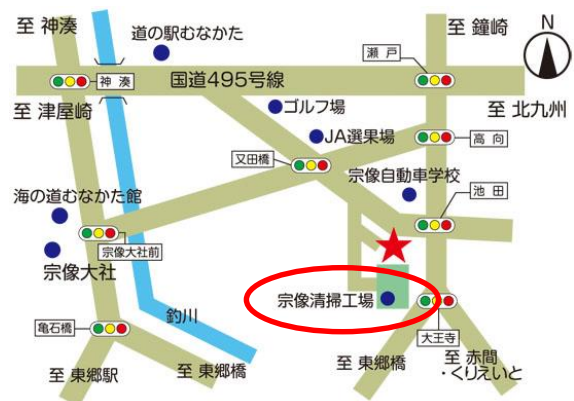 至 神湊
道の駅むなかた
至 鐘崎
N
神湊
国道495号線
瀬戸
至 津屋崎
ゴルフ場
至 北九州
JA選果場
高向
又田橋
宗像自動車学校
海の道むなかた館
池田
宗像大社前
宗像大社
宗像清掃工場
釣川
亀石橋
大王寺
至 東郷駅
至 東郷橋
至 東郷橋
至 赤間
・くりえいと